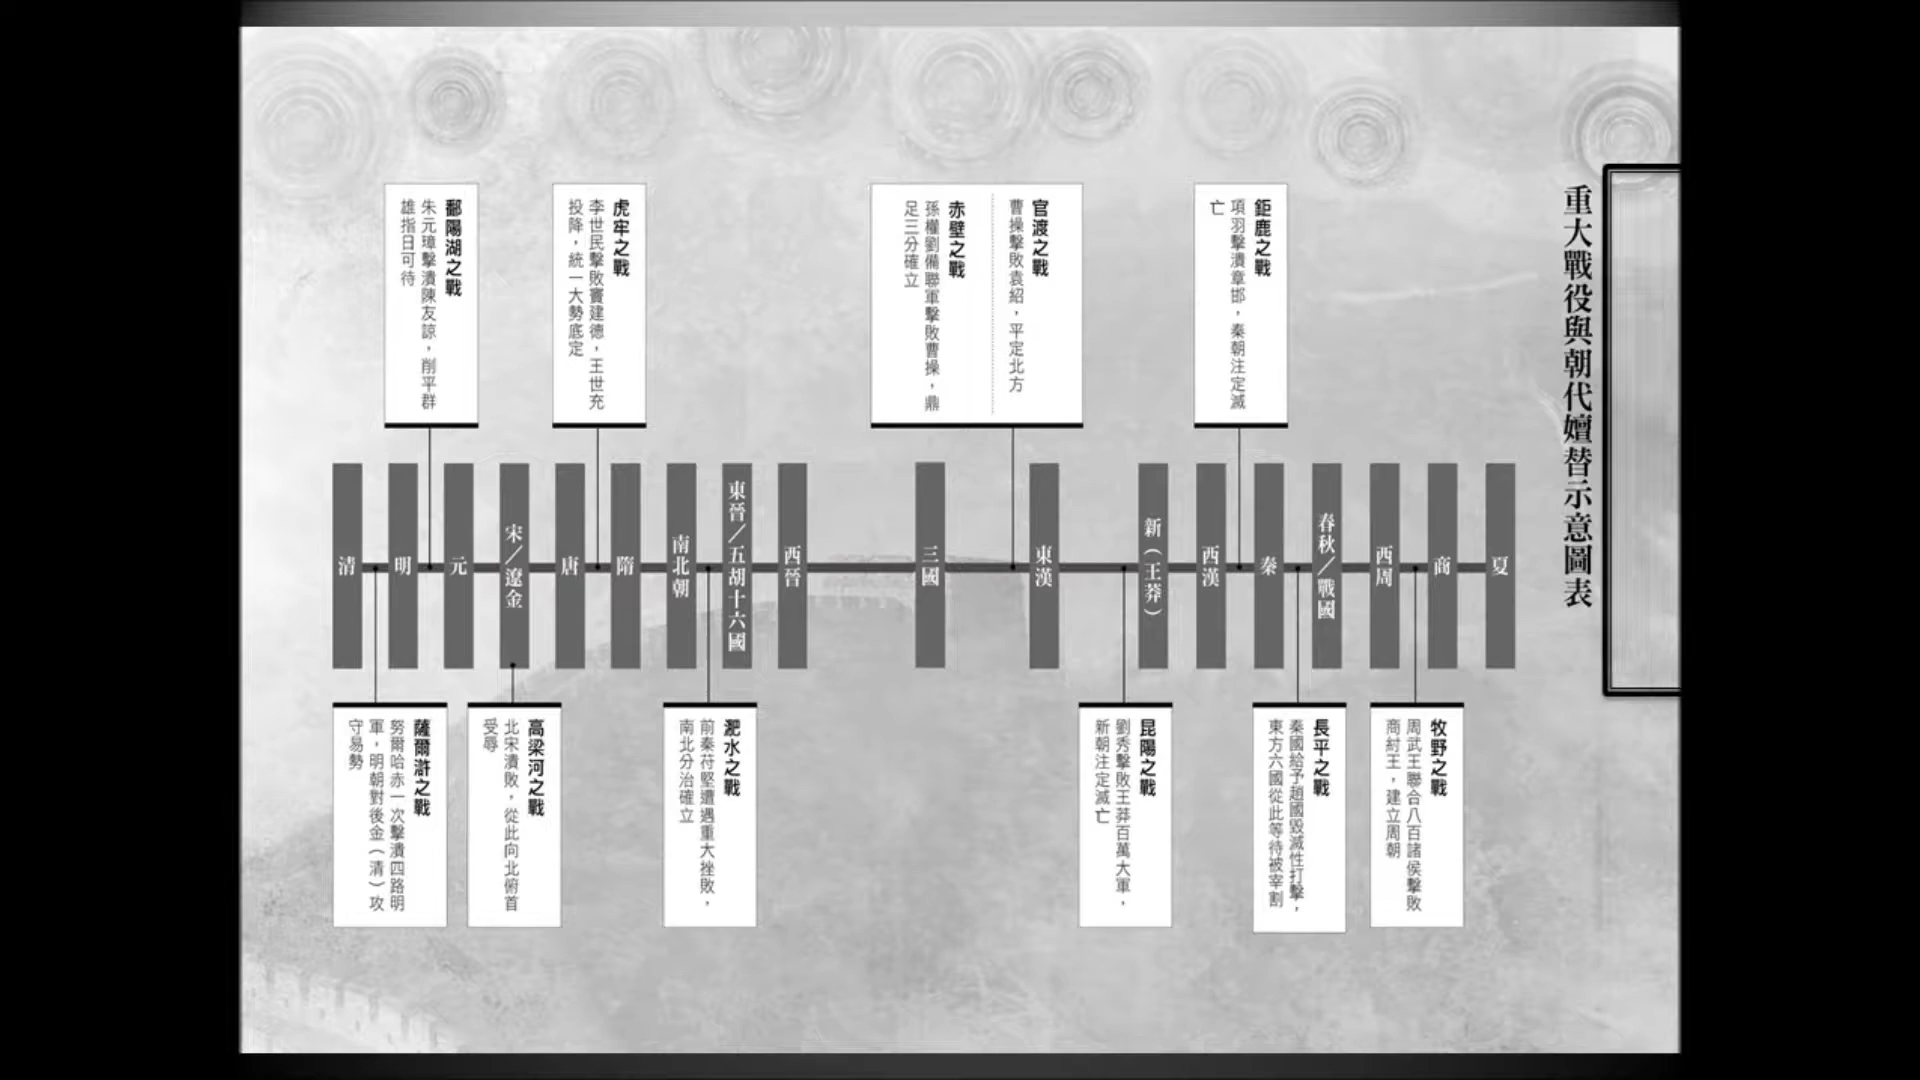 重大戰役與朝代嬗替示意圖表
鉅鹿之戰
項羽擊潰章邯，秦朝注定滅
亡
官渡之戰
曹操擊敗袁紹，平定北方
赤壁之戰
孫權劉備聯軍擊敗曹操，鼎
足三分確立
虎牢之戰
李世民擊敗竇建德，王世充
投降，統一大勢底定
鄱陽湖之戰
朱元璋擊潰陳友諒，削平群
雄指日可待
夏
商
西周
春秋／戰國
秦
西漢
新（王莽）
東漢
三國
西晉
東晉／五胡十六國
南北朝
隋
唐
宋／遼金
元
明
清
牧野之戰
周武王聯合八百諸侯擊敗
商紂王，建立周朝
長平之戰
秦國給予趙國毀滅性打擊，
東方六國從此等待被宰割
昆陽之戰
劉秀擊敗王莽百萬大軍，
新朝注定滅亡
淝水之戰
前秦苻堅遭遇重大挫敗，
南北分治確立
高梁河之戰
北宋潰敗，從此向北俯首
受辱
薩爾滸之戰
努爾哈赤一次擊潰四路明
軍，明朝對後金（清）攻
守易勢